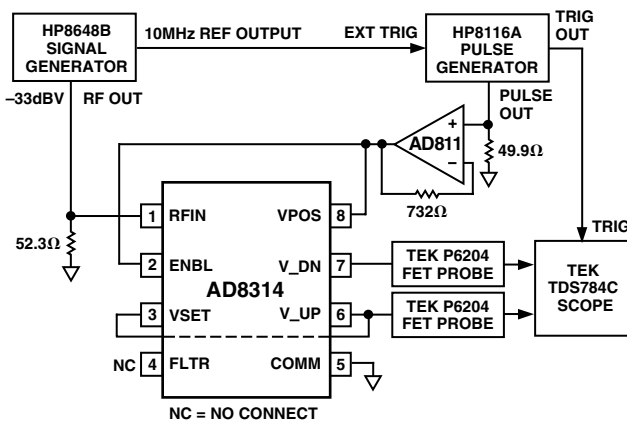 HP8648B
SIGNAL
GENERATOR
10MHz REF OUTPUT
EXT TRIG
HP8116A
PULSE
GENERATOR
TRIG
OUT
–33dBV
RF OUT
PULSE
OUT
+
AD811
–
49.9Ω
732Ω
52.3Ω
1 RFIN
VPOS 8
2 ENBL
V_DN 7
AD8314
3 VSET
V_UP 6
NC 4 FLTR
COMM 5
TEK P6204
FET PROBE
TEK P6204
FET PROBE
TRIG
TEK
TDS784C
SCOPE
NC = NO CONNECT